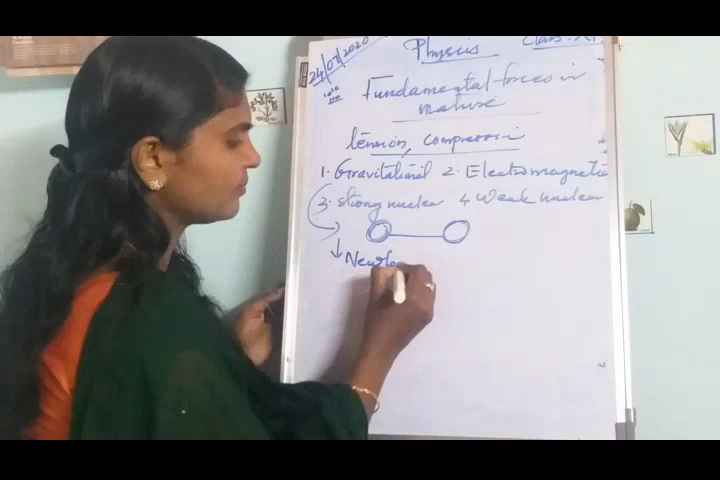 24/07/2020 Physics Class: XI
Fundamental forces in
nature
tension, compression
1. Gravitational 2. Electromagnetic
3. strong nuclear 4 Weak nuclear
↓ Newto